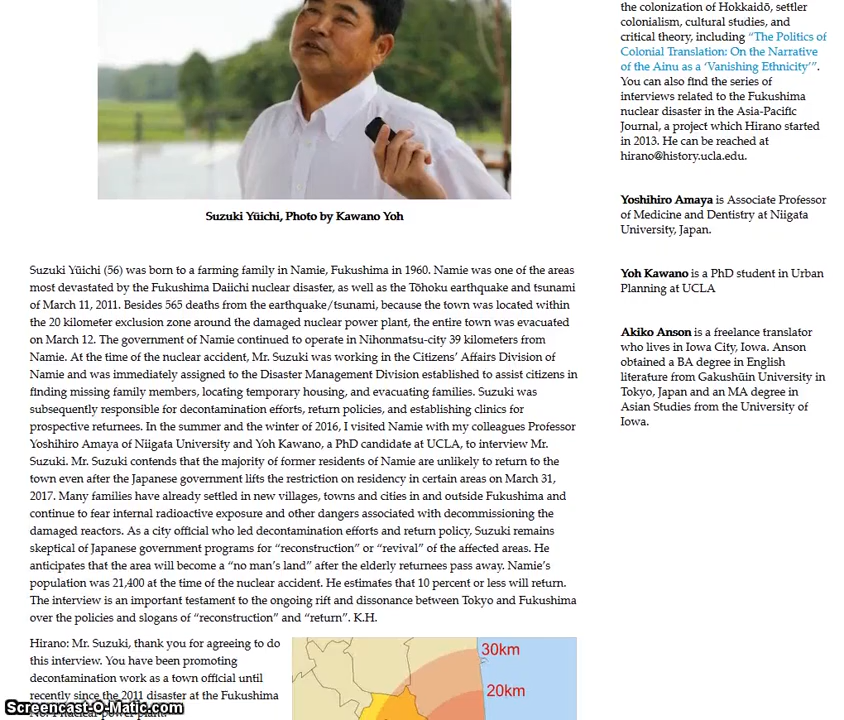 Suzuki Yūichi, Photo by Kawano Yoh
Suzuki Yūichi (56) was born to a farming family in Namie, Fukushima in 1960. Namie was one of the areas
most devastated by the Fukushima Daiichi nuclear disaster, as well as the Tōhoku earthquake and tsunami
of March 11, 2011. Besides 565 deaths from the earthquake/tsunami, because the town was located within
the 20 kilometer exclusion zone around the damaged nuclear power plant, the entire town was evacuated
on March 12. The government of Namie continued to operate in Nihonmatsu-city 39 kilometers from
Namie. At the time of the nuclear accident, Mr. Suzuki was working in the Citizens' Affairs Division of
Namie and was immediately assigned to the Disaster Management Division established to assist citizens in
finding missing family members, locating temporary housing, and evacuating families. Suzuki was
subsequently responsible for decontamination efforts, return policies, and establishing clinics for
prospective returnees. In the summer and the winter of 2016, I visited Namie with my colleagues Professor
Yoshihiro Amaya of Niigata University and Yoh Kawano, a PhD candidate at UCLA, to interview Mr.
Suzuki. Mr. Suzuki contends that the majority of former residents of Namie are unlikely to return to the
town even after the Japanese government lifts the restriction on residency in certain areas on March 31,
2017. Many families have already settled in new villages, towns and cities in and outside Fukushima and
continue to fear internal radioactive exposure and other dangers associated with decommissioning the
damaged reactors. As a city official who led decontamination efforts and return policy, Suzuki remains
skeptical of Japanese government programs for “reconstruction” or “revival” of the affected areas. He
anticipates that the area will become a “no man's land” after the elderly returnees pass away. Namie's
population was 21,400 at the time of the nuclear accident. He estimates that 10 percent or less will return.
The interview is an important testament to the ongoing rift and dissonance between Tokyo and Fukushima
over the policies and slogans of “reconstruction” and “return”. K.H.
Hirano: Mr. Suzuki, thank you for agreeing to do
this interview. You have been promoting
decontamination work as a town official until
recently since the 2011 disaster at the Fukushima
No. 1 nuclear power plant.
30km
20km
the colonization of Hokkaidō, settler
colonialism, cultural studies, and
critical theory, including “The Politics of
Colonial Translation: On the Narrative
of the Ainu as a ‘Vanishing Ethnicity’”.
You can also find the series of
interviews related to the Fukushima
nuclear disaster in the Asia-Pacific
Journal, a project which Hirano started
in 2013. He can be reached at
hirano@history.ucla.edu.
Yoshihiro Amaya is Associate Professor
of Medicine and Dentistry at Niigata
University, Japan.
Yoh Kawano is a PhD student in Urban
Planning at UCLA
Akiko Anson is a freelance translator
who lives in Iowa City, Iowa. Anson
obtained a BA degree in English
literature from Gakushūin University in
Tokyo, Japan and an MA degree in
Asian Studies from the University of
Iowa.
Screencast-O-Matic.com